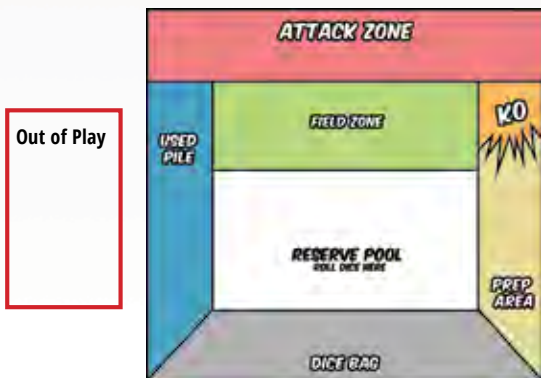 ATTACK ZONE
Out of Play
USED
PILE
FIELD ZONE
KO
RESERVE POOL
ROLL DICE HERE
PREP
AREA
DICE BAG